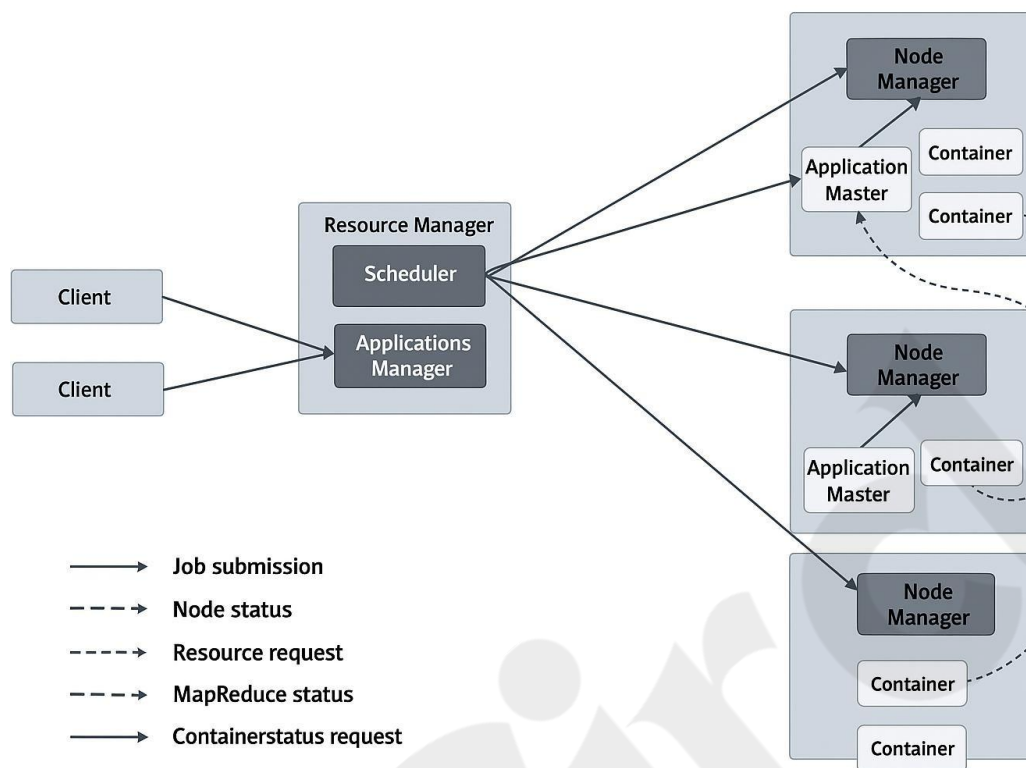 Node
Manager
Application
Master
Container
Container
Resource Manager
Scheduler
Applications
Manager
Client
Client
Node
Manager
Application
Master
Container
Node
Manager
Container
Container
Job submission
Node status
Resource request
MapReduce status
Containerstatus request